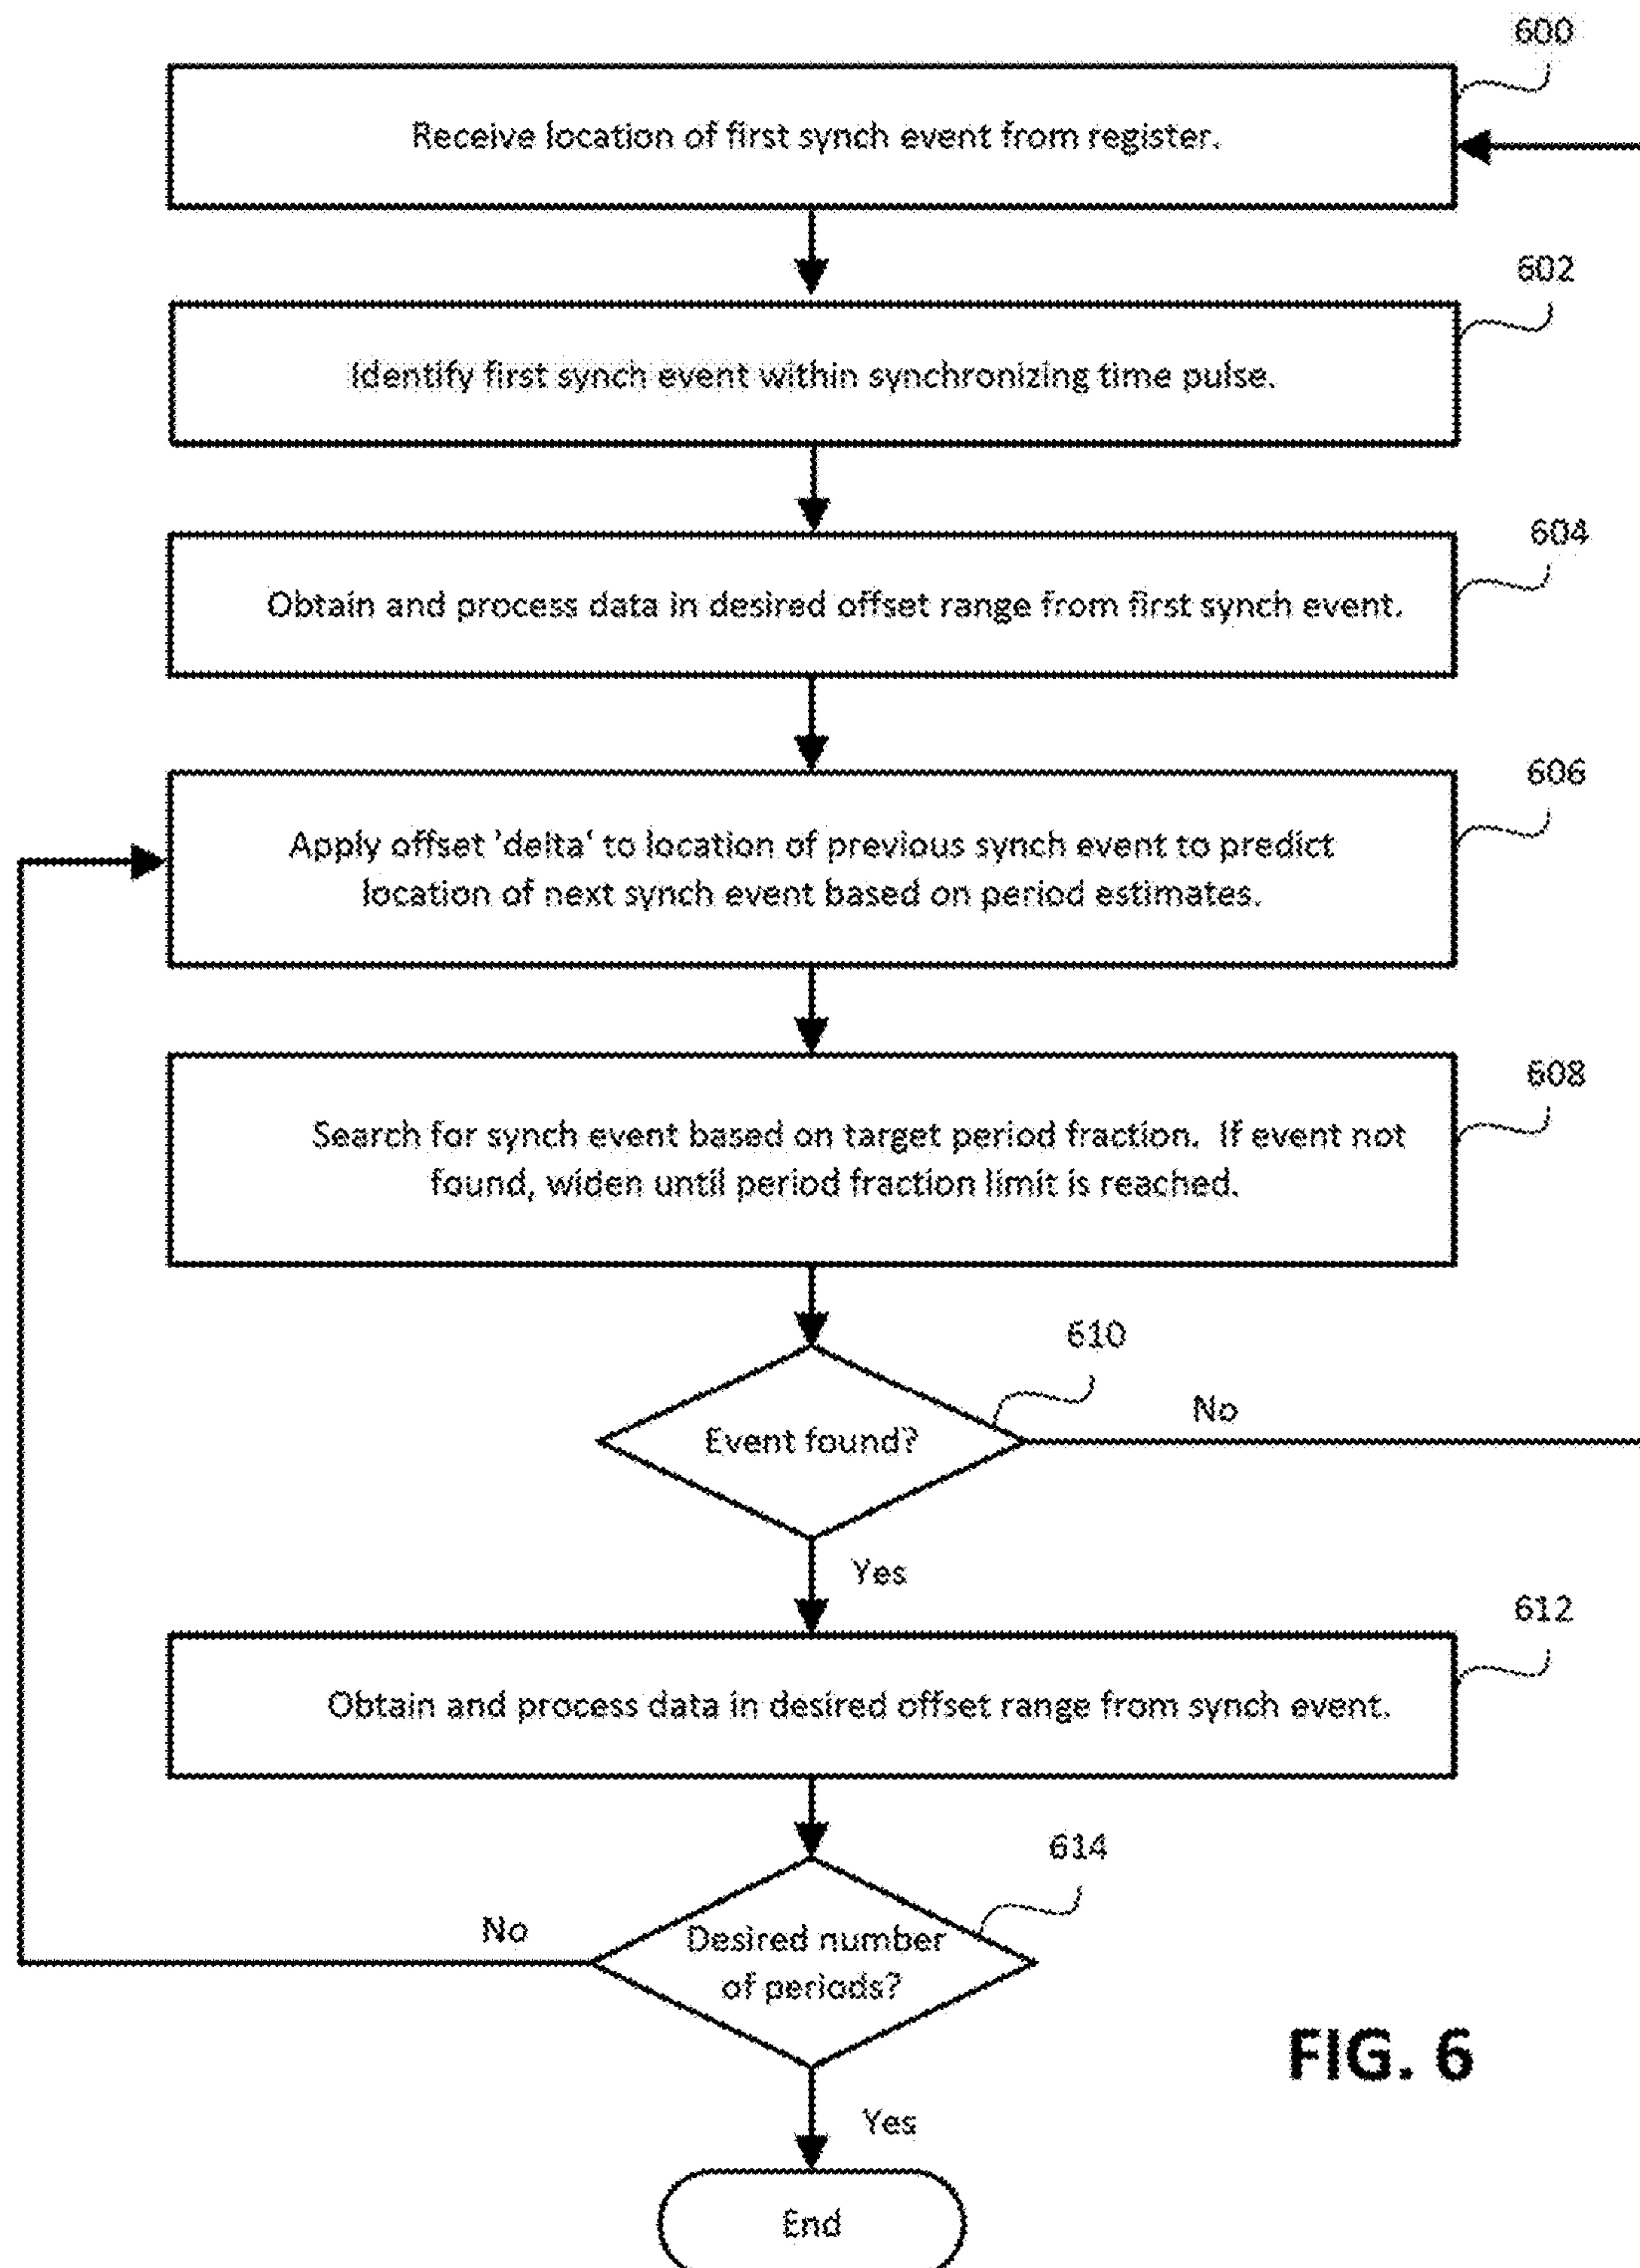 600
Receive location of first synch event from register.
602
Identify first synch event within synchronizing time pulse.
604
Obtain and process data in desired offset range from first synch event.
606
Apply offset 'delta' to location of previous synch event to predict
location of next synch event based on period estimates.
608
Search for synch event based on target period fraction. If event not
found, widen until period fraction limit is reached.
610
Event found?
No
Yes
612
Obtain and process data in desired offset range from synch event.
614
No
Desired number
of periods?
FIG. 6
Yes
End